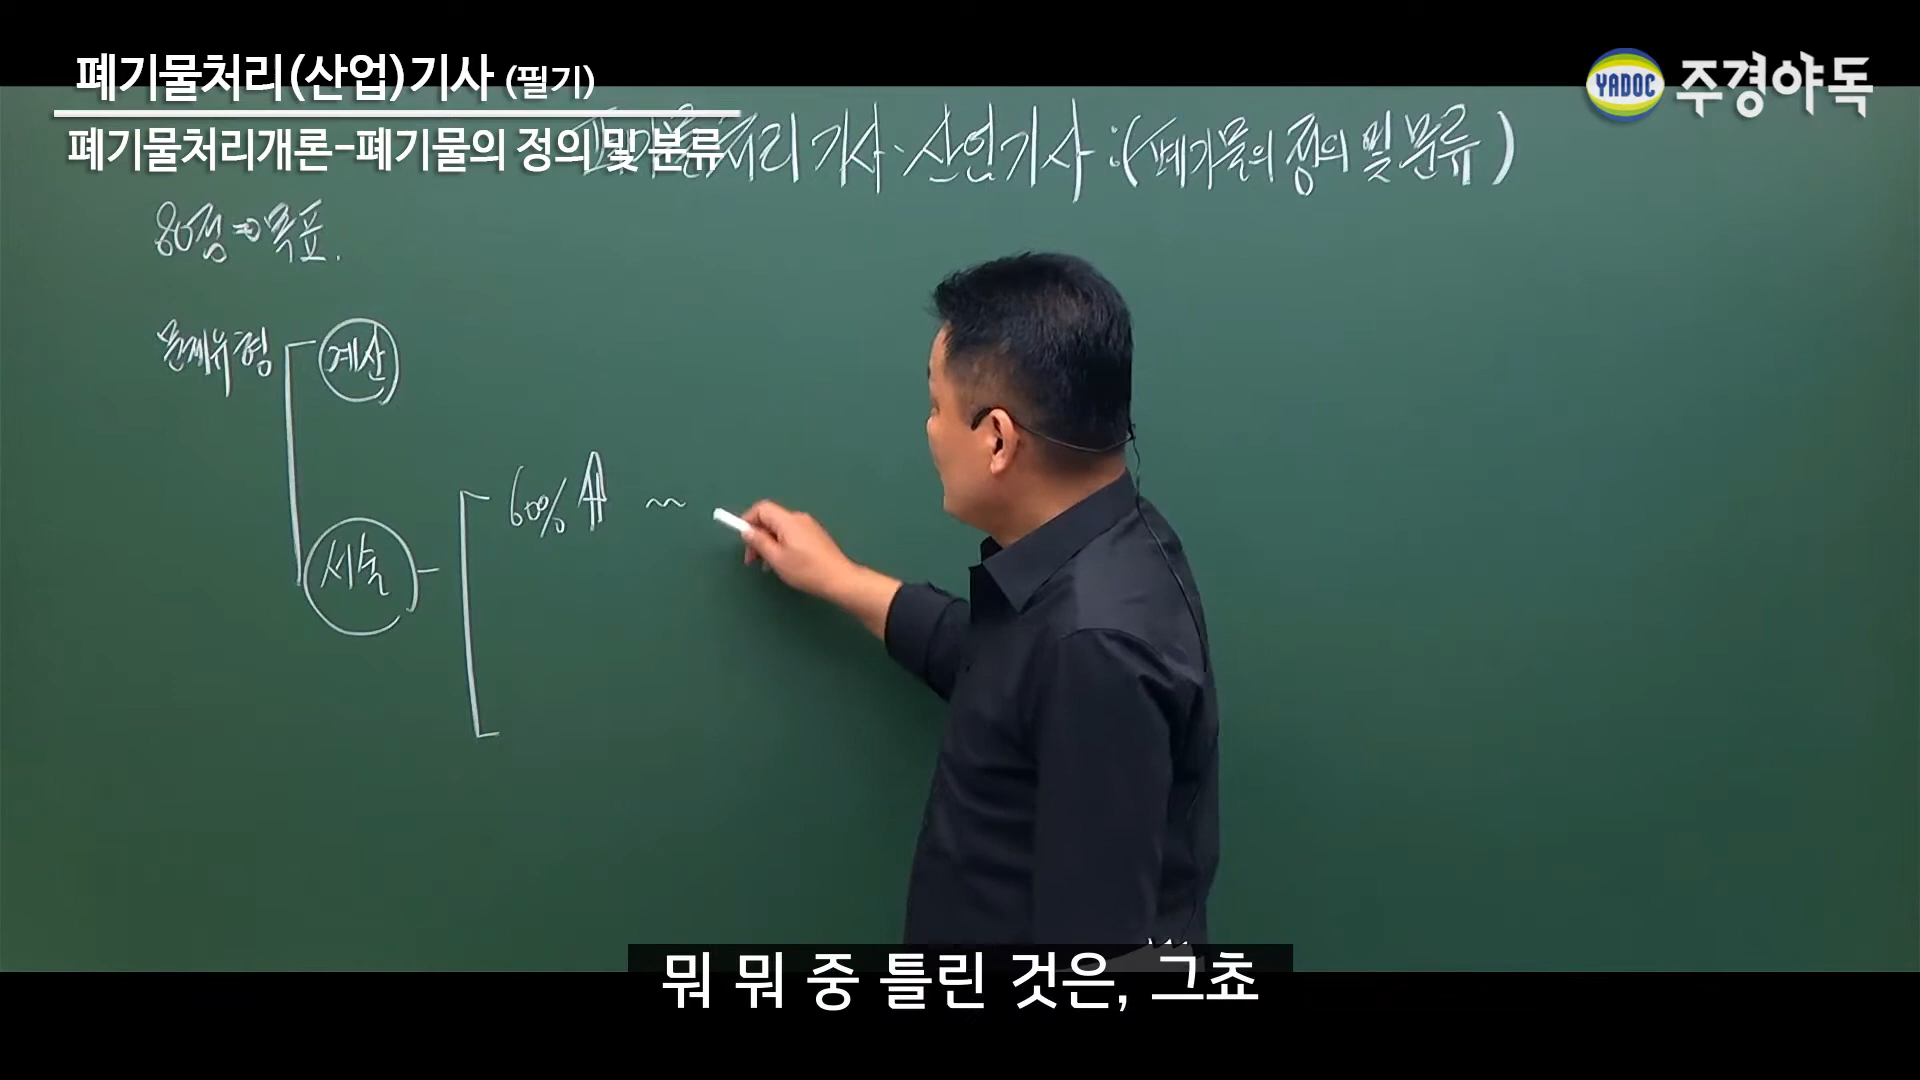 폐기물처리(산업)기사 (필기)
YADOC 주경야독
폐기물처리개론-폐기물의 정의 및 분류
처리기사·산업기사:(폐기물의 정의 및 분류)
80점⇒목표.
문제유형
계산
60%⇑ ~~
서술
뭐 뭐 중 틀린 것은, 그쵸